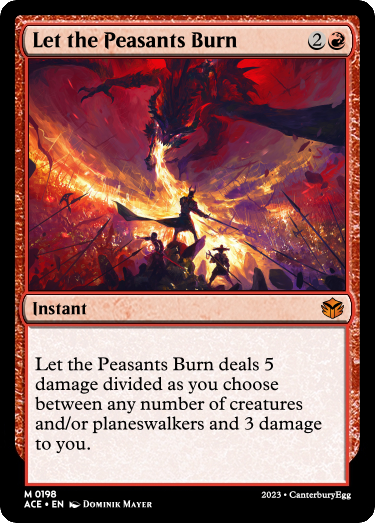 Let the Peasants Burn 2
Instant
Let the Peasants Burn deals 5
damage divided as you choose
between any number of creatures
and/or planeswalkers and 3 damage
to you.
M 0198
ACE • EN Dominik Mayer
2023 • CanterburyEgg